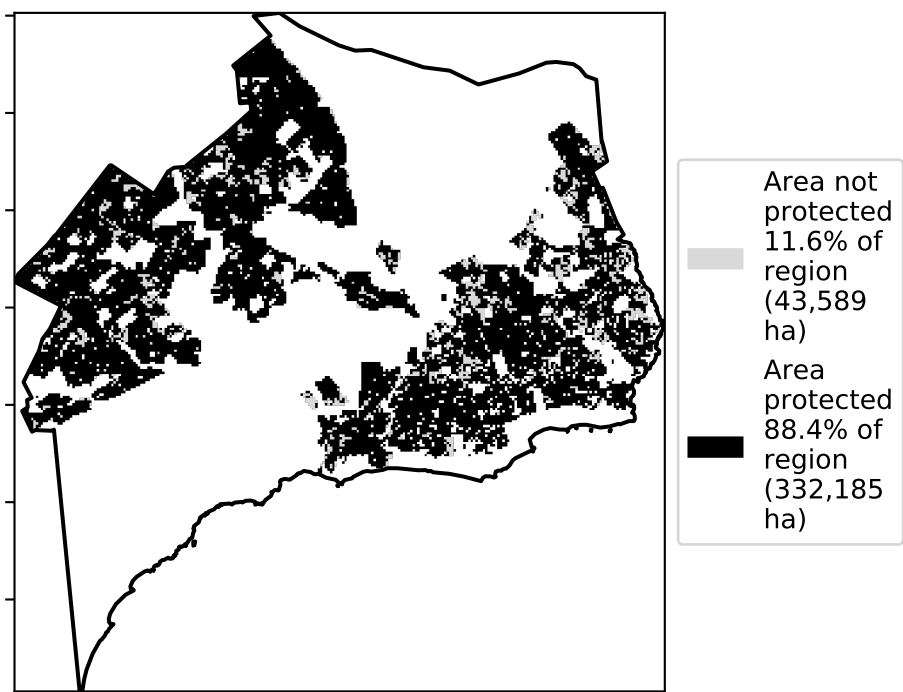 Area not
protected
11.6% of
region
(43,589
ha)
Area
protected
88.4% of
region
(332,185
ha)